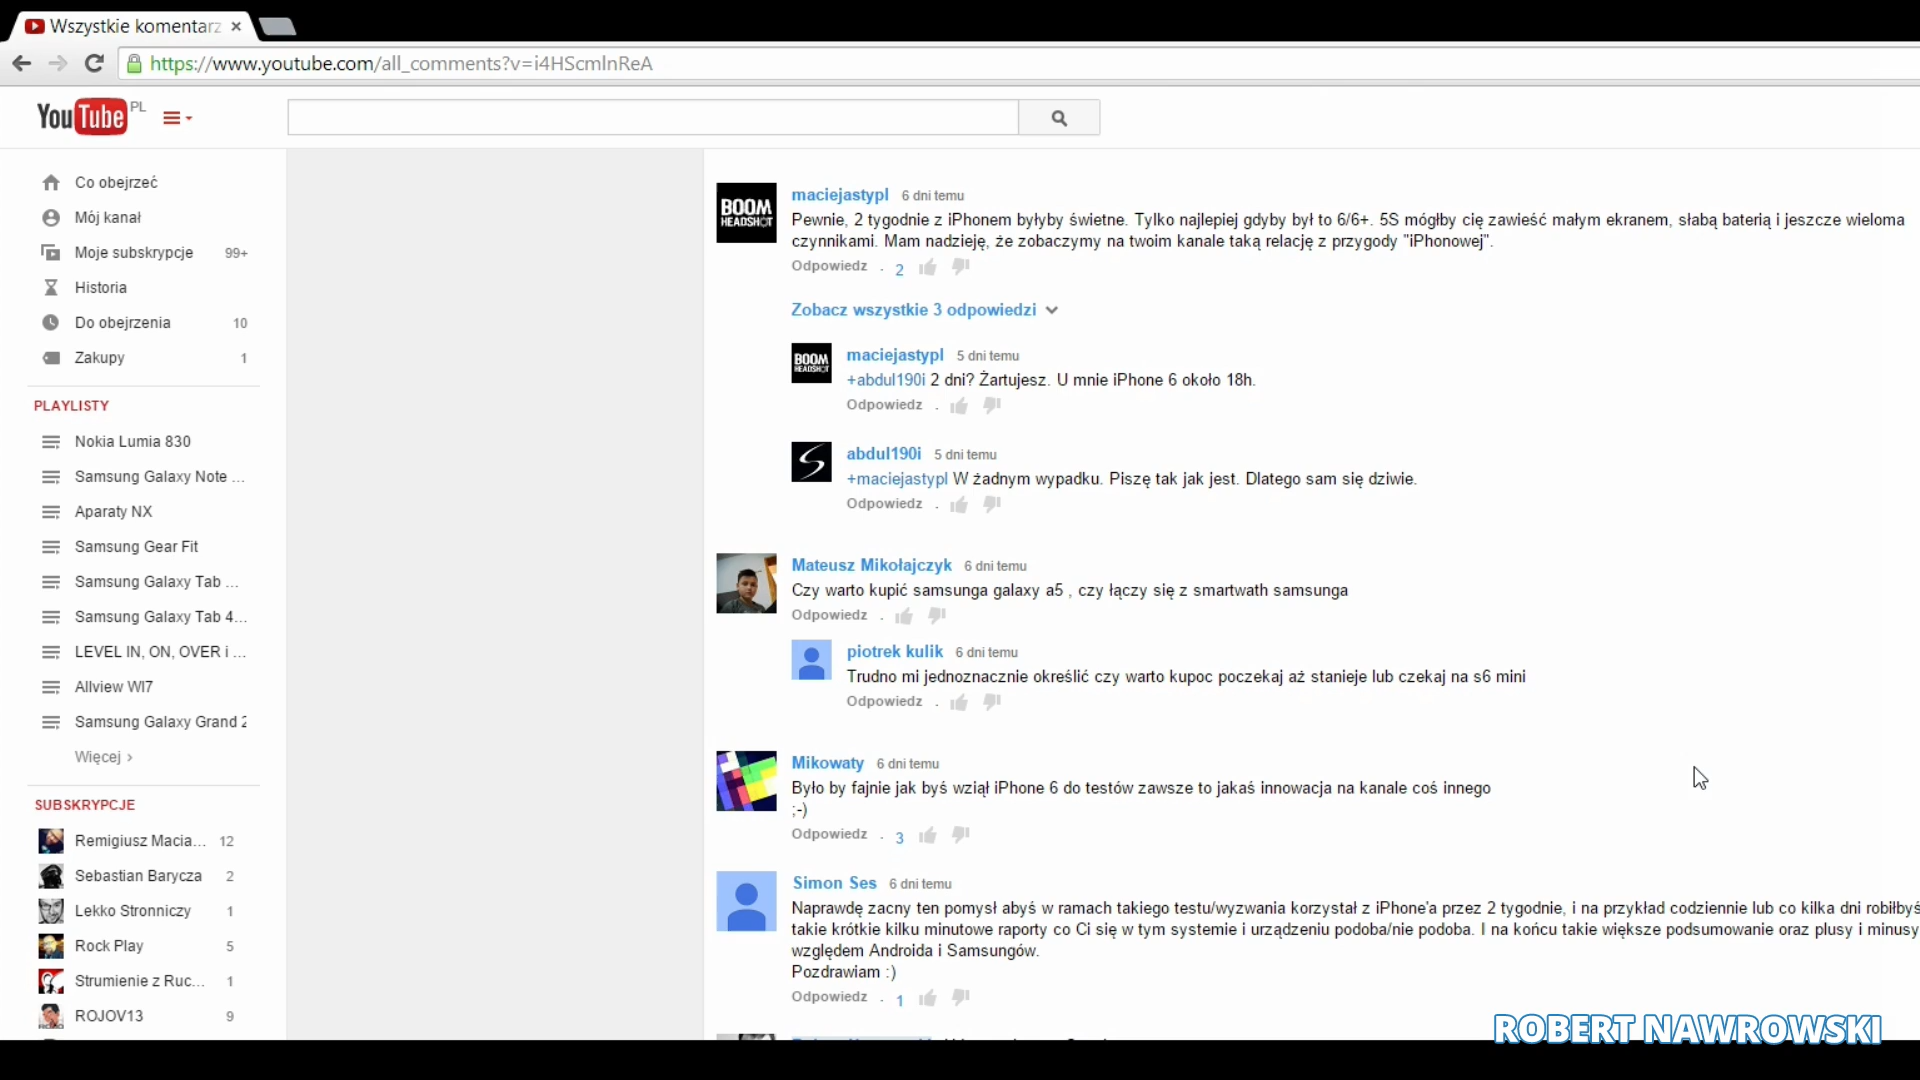 Wszystkie komentarz
https://www.youtube.com/all_comments?v=i4HScmlnReA
YouTube PL
Co obejrzeć
Mój kanał
Moje subskrypcje 99+
Historia
Do obejrzenia 10
Zakupy 1
PLAYLISTY
Nokia Lumia 830
Samsung Galaxy Note ...
Aparaty NX
Samsung Gear Fit
Samsung Galaxy Tab ...
Samsung Galaxy Tab 4...
LEVEL IN, ON, OVER i ...
Allview WI7
Samsung Galaxy Grand 2
Więcej ›
SUBSKRYPCJE
Remigiusz Macia... 12
Sebastian Barycza 2
Lekko Stronniczy 1
Rock Play 5
Strumienie z Ruc... 1
ROJOV13 9
BOOM
HEADSHOT
maciejastypl 6 dni temu
Pewnie, 2 tygodnie z iPhonem byłyby świetne. Tylko najlepiej gdyby był to 6/6+. 5S mógłby cię zawieść małym ekranem, słabą baterią i jeszcze wieloma
czynnikami. Mam nadzieję, że zobaczymy na twoim kanale taką relację z przygody "iPhonowej".
Odpowiedz . 2
Zobacz wszystkie 3 odpowiedzi
BOOM
HEADSHOT
maciejastypl 5 dni temu
+abdul190i 2 dni? Żartujesz. U mnie iPhone 6 około 18h.
Odpowiedz .
abdul190i 5 dni temu
+maciejastypl W żadnym wypadku. Piszę tak jak jest. Dlatego sam się dziwie.
Odpowiedz .
Mateusz Mikołajczyk 6 dni temu
Czy warto kupić samsunga galaxy a5 , czy łączy się z smartwath samsunga
Odpowiedz .
piotrek kulik 6 dni temu
Trudno mi jednoznacznie określić czy warto kupoc poczekaj aż stanieje lub czekaj na s6 mini
Odpowiedz .
Mikowaty 6 dni temu
Było by fajnie jak byś wziął iPhone 6 do testów zawsze to jakaś innowacja na kanale coś innego
;-)
Odpowiedz . 3
Simon Ses 6 dni temu
Naprawdę zacny ten pomysł abyś w ramach takiego testu/wyzwania korzystał z iPhone'a przez 2 tygodnie, i na przykład codziennie lub co kilka dni robiłbyś
takie krótkie kilku minutowe raporty co Ci się w tym systemie i urządzeniu podoba/nie podoba. I na końcu takie większe podsumowanie oraz plusy i minusy
względem Androida i Samsungów.
Pozdrawiam :)
Odpowiedz . 1
ROBERT NAWROWSKI